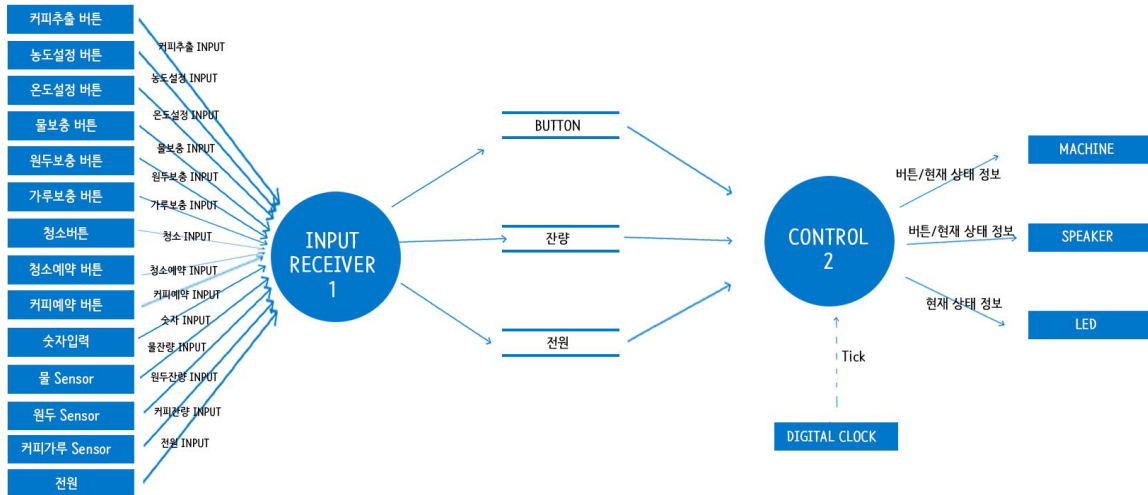 커피추출 버튼
농도설정 버튼
온도설정 버튼
물보충 버튼
원두보충 버튼
가루보충 버튼
청소버튼
청소예약 버튼
커피예약 버튼
숫자입력
물 Sensor
원두 Sensor
커피가루 Sensor
전원
커피추출 INPUT
농도설정 INPUT
온도설정 INPUT
물보충 INPUT
원두보충 INPUT
가루보충 INPUT
청소 INPUT
청소예약 INPUT
커피예약 INPUT
숫자 INPUT
물잔량 INPUT
원두잔량 INPUT
커피잔량 INPUT
전원 INPUT
INPUT
RECEIVER
1
BUTTON
잔량
전원
CONTROL
2
Tick
DIGITAL CLOCK
버튼/현재 상태 정보
버튼/현재 상태 정보
현재 상태 정보
MACHINE
SPEAKER
LED